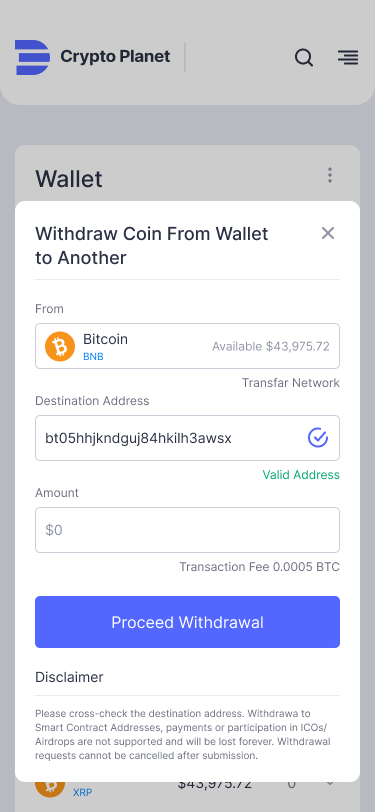 Crypto Planet
Wallet
Withdraw Coin From Wallet
to Another
From
Bitcoin
BNB
Available $43,975.72
Transfar Network
Destination Address
bt05hhjkndguj84hkilh3awsx
Valid Address
Amount
$0
Transaction Fee 0.0005 BTC
Proceed Withdrawal
Disclaimer
Please cross-check the destination address. Withdrawa to
Smart Contract Addresses, payments or participation in ICOs/
Airdrops are not supported and will be lost forever. Withdrawal
requests cannot be cancelled after submission.
XRP
$43,975.72
0